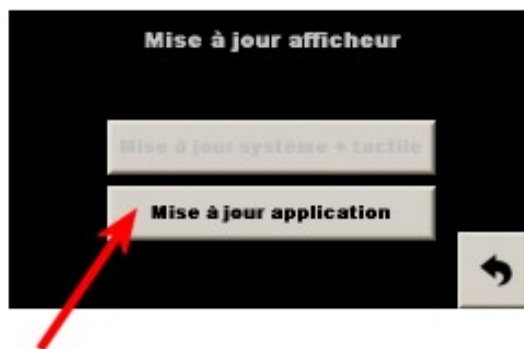 Mise à jour afficheur
Mise à jour système + tactile
Mise à jour application